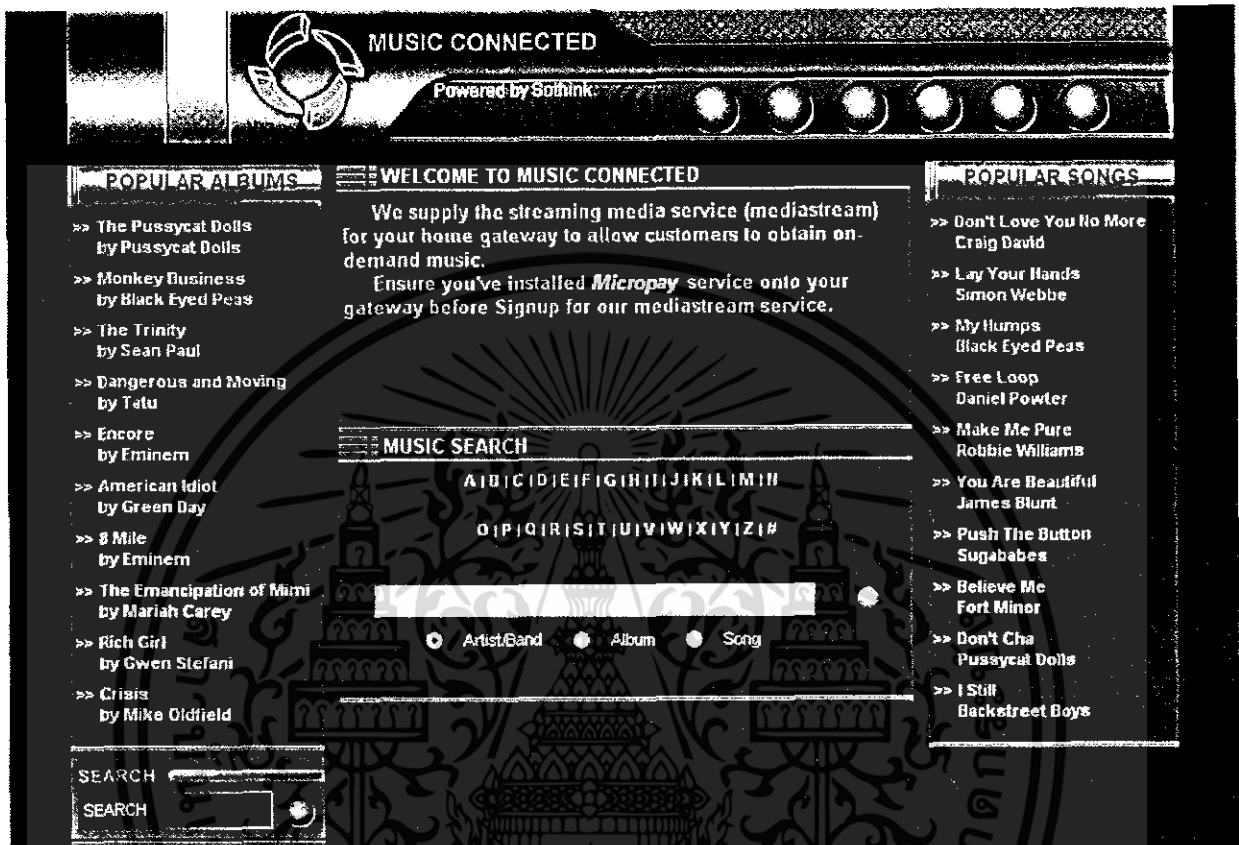 MUSIC CONNECTED
Powered by Sothink
POPULAR ALBUMS
>> The Pussycat Dolls
by Pussycat Dolls
>> Monkey Business
by Black Eyed Peas
>> The Trinity
by Sean Paul
>> Dangerous and Moving
by Tatu
>> Encore
by Eminem
>> American Idiot
by Green Day
>> 8 Mile
by Eminem
>> The Emancipation of Mimi
by Mariah Carey
>> Rich Girl
by Gwen Stefani
>> Crisis
by Mike Oldfield
SEARCH
SEARCH
WELCOME TO MUSIC CONNECTED
We supply the streaming media service (mediastream)
for your home gateway to allow customers to obtain on-
demand music.
Ensure you've installed Micropay service onto your
gateway before Signup for our mediastream service.
MUSIC SEARCH
A|B|C|D|E|F|G|H|I|J|K|L|M|N
O|P|Q|R|S|T|U|V|W|X|Y|Z|#
Artist/Band Album Song
POPULAR SONGS
>> Don't Love You No More
Craig David
>> Lay Your Hands
Simon Webbe
>> My Humps
Black Eyed Peas
>> Free Loop
Daniel Powter
>> Make Me Pure
Robbie Williams
>> You Are Beautiful
James Blunt
>> Push The Button
Sugababes
>> Believe Me
Fort Minor
>> Don't Cha
Pussycat Dolls
>> I Still
Backstreet Boys